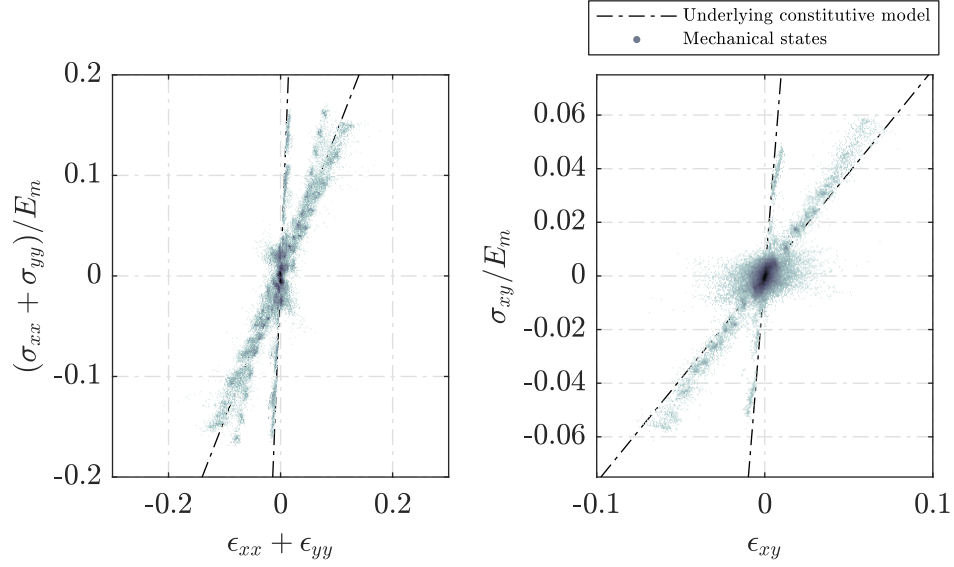 Underlying constitutive model
Mechanical states
0.2
0.1
0
-0.1
-0.2
-0.2 0 0.2
(σxx + σyy)/Em
ϵxx + ϵyy
0.06
0.04
0.02
0
-0.02
-0.04
-0.06
-0.1 0 0.1
σxy/Em
ϵxy